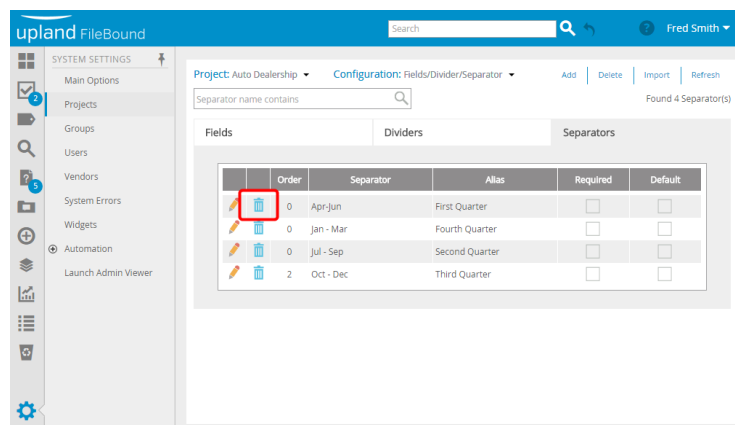 upland FileBound
Search
?
Fred Smith
SYSTEM SETTINGS
Main Options
Projects
Groups
Users
Vendors
System Errors
Widgets
Automation
Launch Admin Viewer
2
?
5
Project: Auto Dealership
Configuration: Fields/Divider/Separator
Add
Delete
Import
Refresh
Separator name contains
Found 4 Separator(s)
Fields
Dividers
Separators
Order Separator Alias Required Default
0 Apr-Jun First Quarter
0 Jan - Mar Fourth Quarter
0 Jul - Sep Second Quarter
2 Oct - Dec Third Quarter